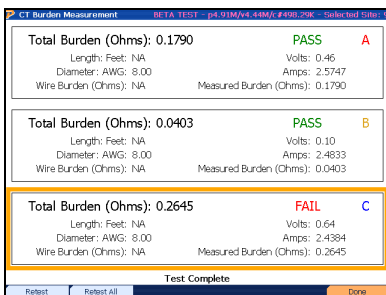 CT Burden Measurement BETA TEST - p4.91M/v4.44M/c#498.29K - Selected Site:
Total Burden (Ohms): 0.1790 PASS A
Length: Feet: NA Volts: 0.46
Diameter: AWG: 8.00 Amps: 2.5747
Wire Burden (Ohms): NA Measured Burden (Ohms): 0.1790
Total Burden (Ohms): 0.0403 PASS B
Length: Feet: NA Volts: 0.10
Diameter: AWG: 8.00 Amps: 2.4833
Wire Burden (Ohms): NA Measured Burden (Ohms): 0.0403
Total Burden (Ohms): 0.2645 FAIL C
Length: Feet: NA Volts: 0.64
Diameter: AWG: 8.00 Amps: 2.4384
Wire Burden (Ohms): NA Measured Burden (Ohms): 0.2645
Test Complete
Retest Retest All Done